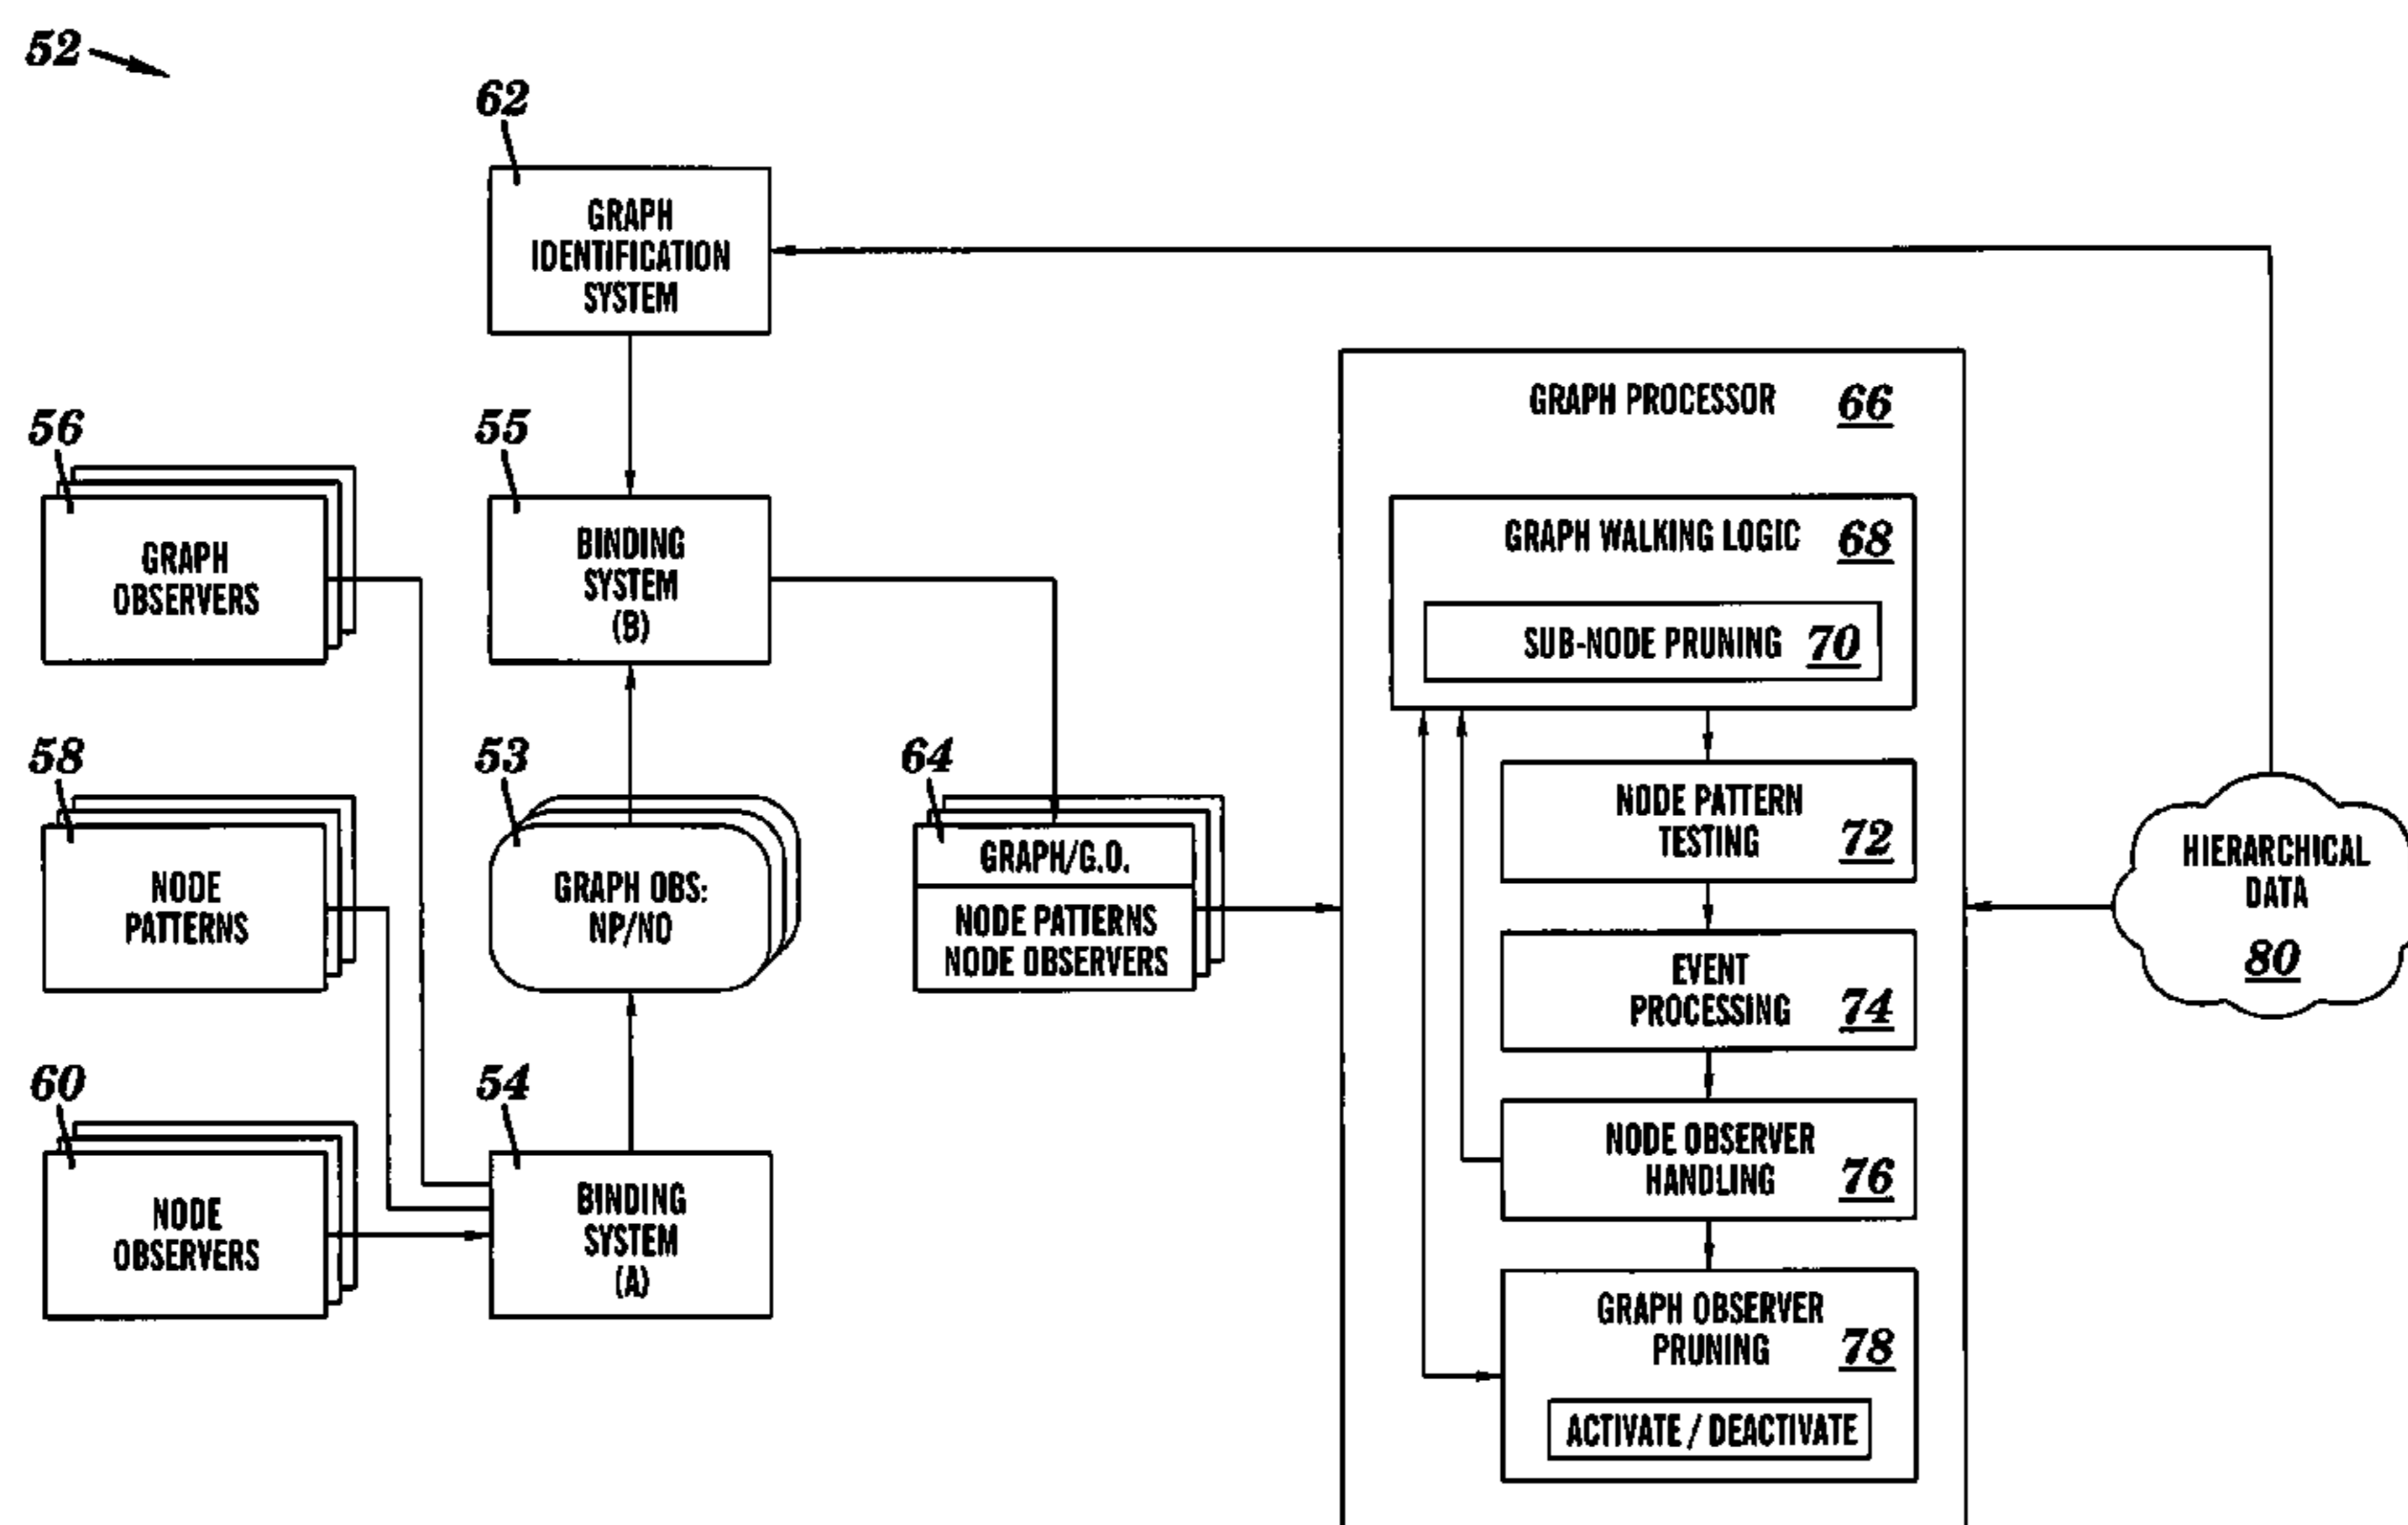 52
62
GRAPH
IDENTIFICATION
SYSTEM
56
GRAPH
OBSERVERS
55
BINDING
SYSTEM
(B)
58
NODE
PATTERNS
53
GRAPH OBS:
NP/NO
64
GRAPH/G.O.
NODE PATTERNS
NODE OBSERVERS
60
NODE
OBSERVERS
54
BINDING
SYSTEM
(A)
GRAPH PROCESSOR 66
GRAPH WALKING LOGIC 68
SUB-NODE PRUNING 70
NODE PATTERN
TESTING 72
EVENT
PROCESSING 74
NODE OBSERVER
HANDLING 76
GRAPH OBSERVER
PRUNING 78
ACTIVATE / DEACTIVATE
HIERARCHICAL
DATA
80